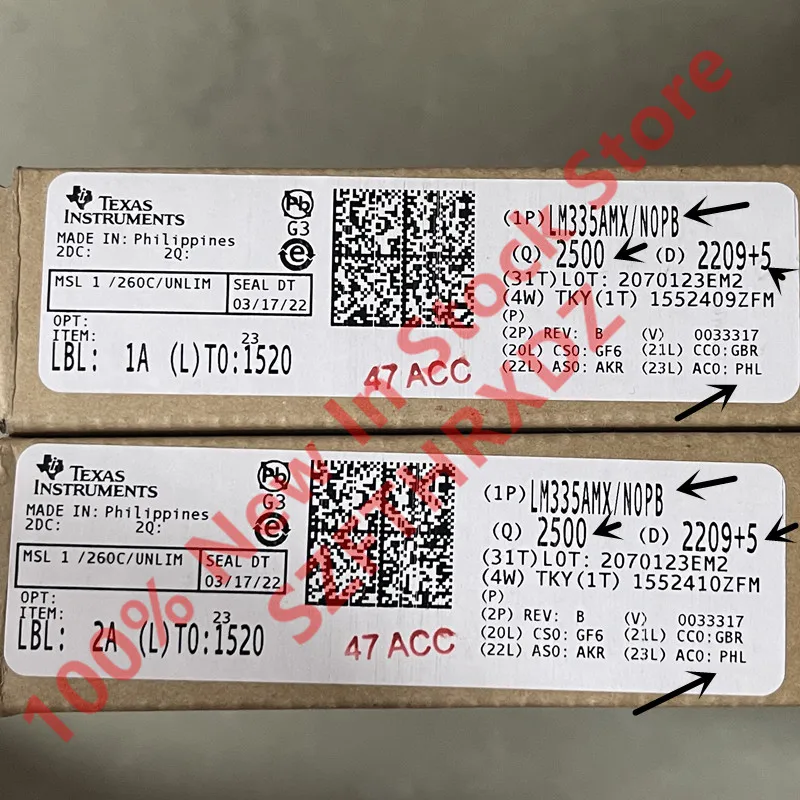 TEXAS
INSTRUMENTS
MADE IN: Philippines
2DC: 2Q:
Pb
G3
e
MSL 1 /260C/UNLIM
SEAL DT
03/17/22
OPT:
ITEM:
23
LBL: 1A (L)TO:1520
47 ACC
(1P) LM335AMX/NOPB
(Q) 2500 (D) 2209+5
(31T)LOT: 2070123EM2
(4W) TKY(1T) 1552409ZFM
(P)
(2P) REV: B (V) 0033317
(20L) CSO: GF6 (21L) CCO:GBR
(22L) ASO: AKR (23L) ACO: PHL
TEXAS
INSTRUMENTS
MADE IN: Philippines
2DC: 2Q:
Pb
G3
e
MSL 1 /260C/UNLIM
SEAL DT
03/17/22
OPT:
ITEM:
23
LBL: 2A (L)TO:1520
47 ACC
(1P) LM335AMX/NOPB
(Q) 2500 (D) 2209+5
(31T)LOT: 2070123EM2
(4W) TKY(1T) 1552410ZFM
(P)
(2P) REV: B (V) 0033317
(20L) CSO: GF6 (21L) CCO:GBR
(22L) ASO: AKR (23L) ACO: PHL
100% New In Stock Store
SZFTHRXDZ